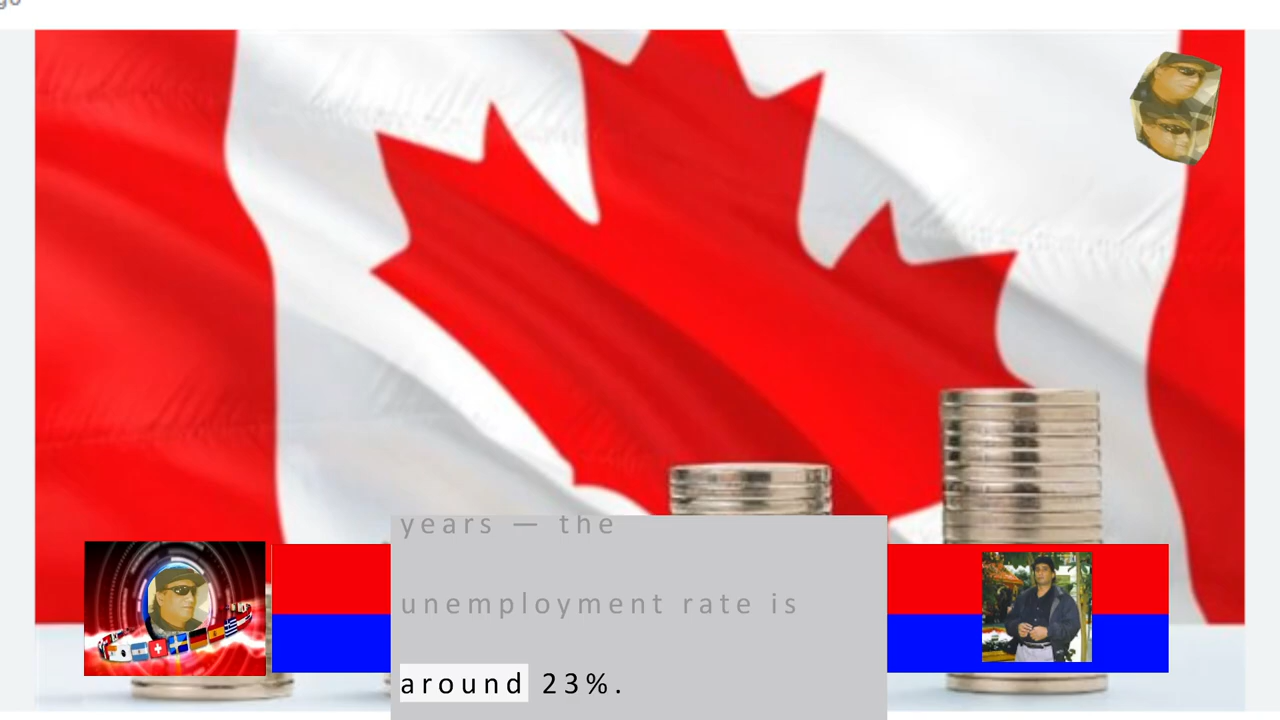 years — the
unemployment rate is
around 23%.